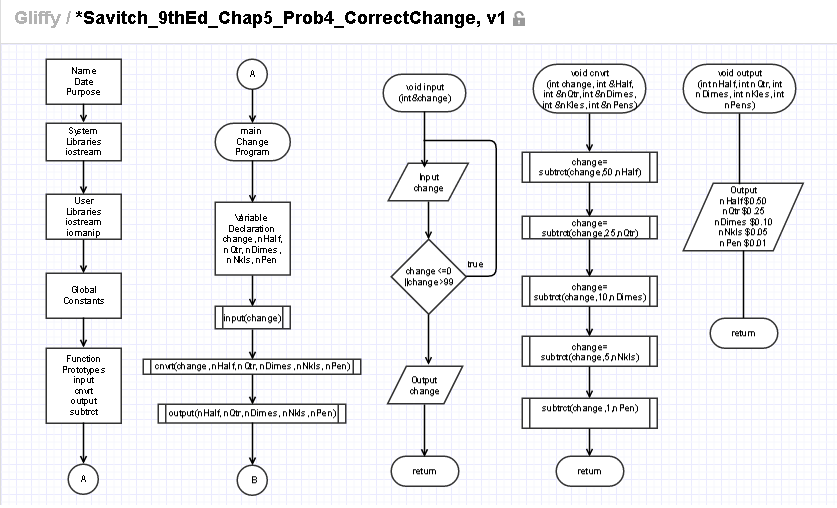 Gliffy / *Savitch_9thEd_Chap5_Prob4_CorrectChange, v1
Name
Date
Purpose
System
Libraries
iostream
User
Libraries
iostream
iomanip
Global
Constants
Function
Prototypes
input
cnvrt
output
subtrct
A
A
main
Change
Program
Variable
Declaration
change, nHalf,
nQtr, nDimes,
nNkls, nPen
input(change)
cnvrt(change,nHalf,nQtr,nDimes,nNkls,nPen)
output(nHalf, nQtr,nDimes, nNkls, nPen)
B
void input
(int&change)
Input
change
change <=0
||change>99
true
Output
change
return
void cnvrt
(int change, int &Half,
int &nQtr,int &nDimes,
int &nKles, int &nPens)
change=
subtrct(change,50,nHalf)
change=
subtrct(change,25,nQtr)
change=
subtrct(change,10,nDimes)
change=
subtrct(change,5,nNkls)
subtrct(change,1,nPen)
return
void output
(int nHalf,int nQtr, int
nDimes, int nKles, int
nPens)
Output
nHalf$0.50
nQtr $0.25
nDimes $0.10
nNkls $0.05
nPen $0.01
return